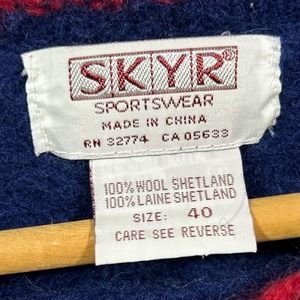 SKYR®
SPORTSWEAR
MADE IN CHINA
RN 32774 CA 05633
100% WOOL SHETLAND
100% LAINE SHETLAND
SIZE: 40
CARE SEE REVERSE